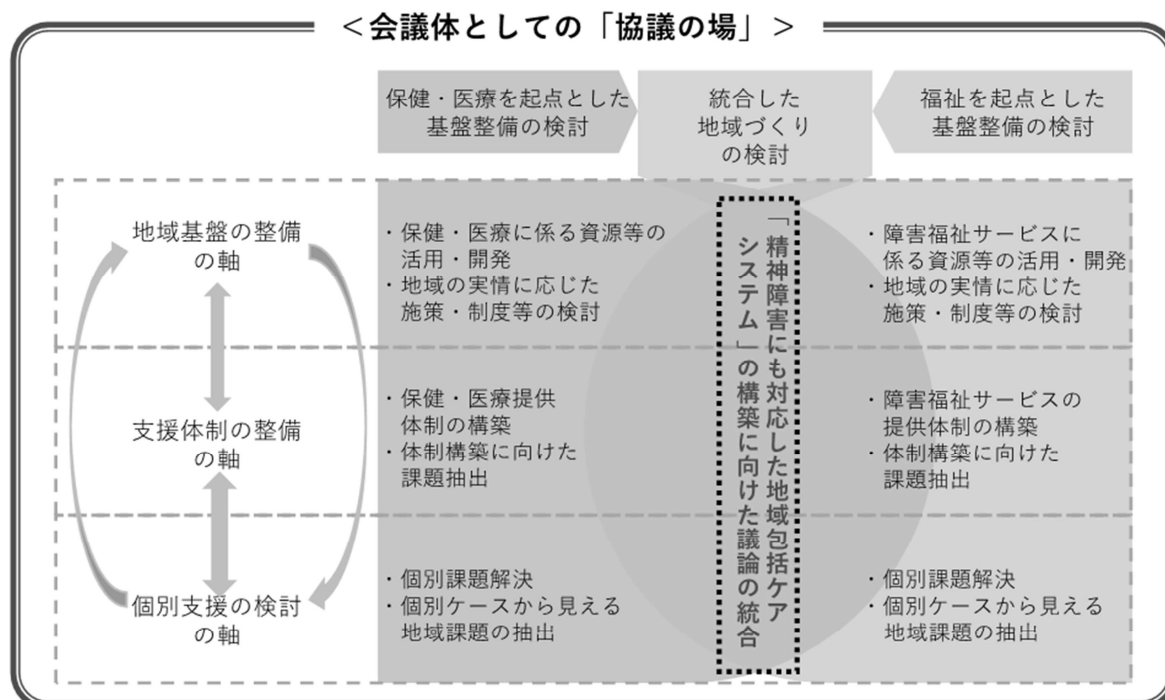 ＜会議体としての「協議の場」＞
保健・医療を起点とした
基盤整備の検討
統合した
地域づくり
の検討
福祉を起点とした
基盤整備の検討
地域基盤の整備
の軸
・保健・医療に係る資源等の
活用・開発
・地域の実情に応じた
施策・制度等の検討
「精神障害にも対応した地域包括ケア
システム」の構築に向けた議論の統合
・障害福祉サービスに
係る資源等の活用・開発
・地域の実情に応じた
施策・制度等の検討
支援体制の整備
の軸
・保健・医療提供
体制の構築
・体制構築に向けた
課題抽出
・障害福祉サービスの
提供体制の構築
・体制構築に向けた
課題抽出
個別支援の検討
の軸
・個別課題解決
・個別ケースから見える
地域課題の抽出
・個別課題解決
・個別ケースから見える
地域課題の抽出